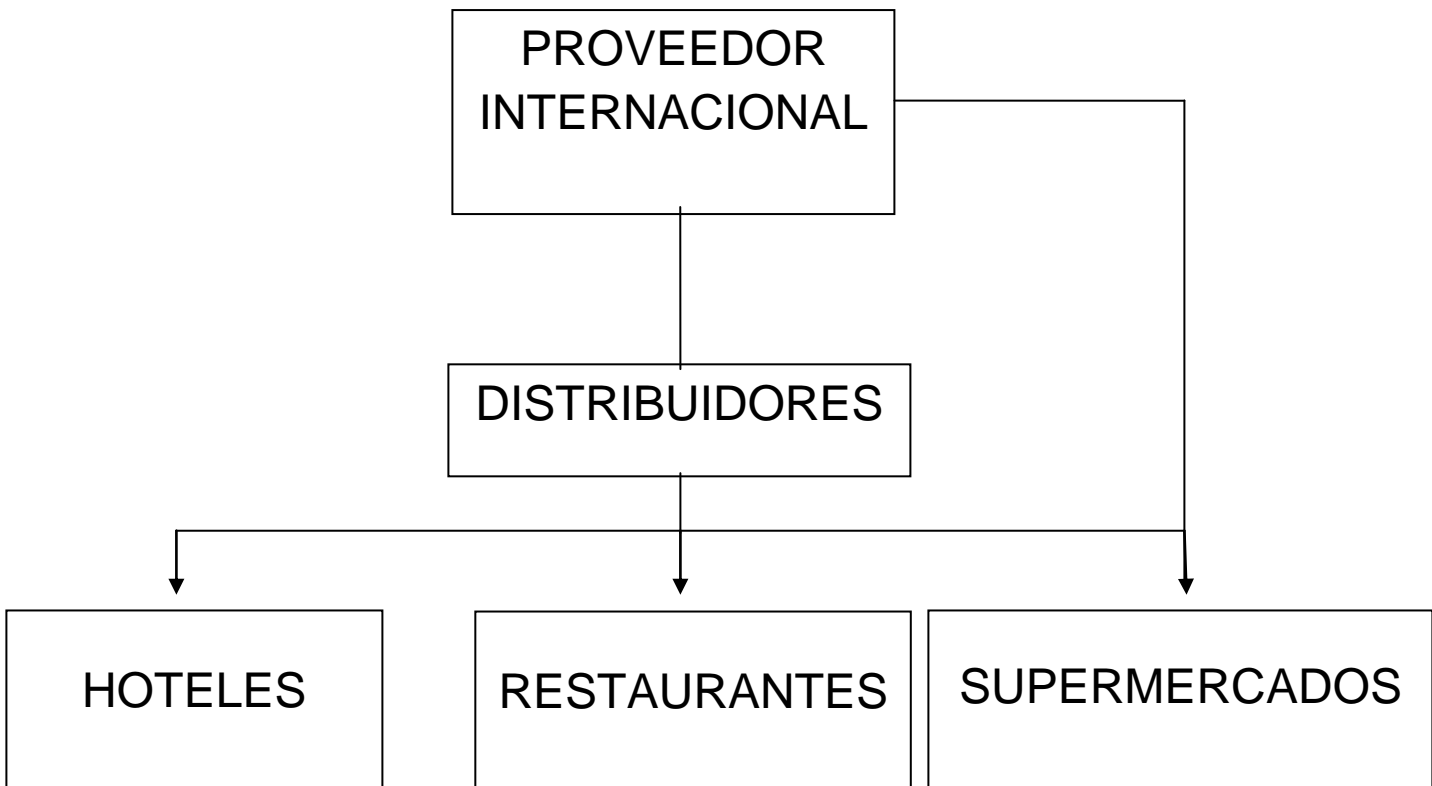 PROVEEDOR
INTERNACIONAL
DISTRIBUIDORES
HOTELES
RESTAURANTES
SUPERMERCADOS